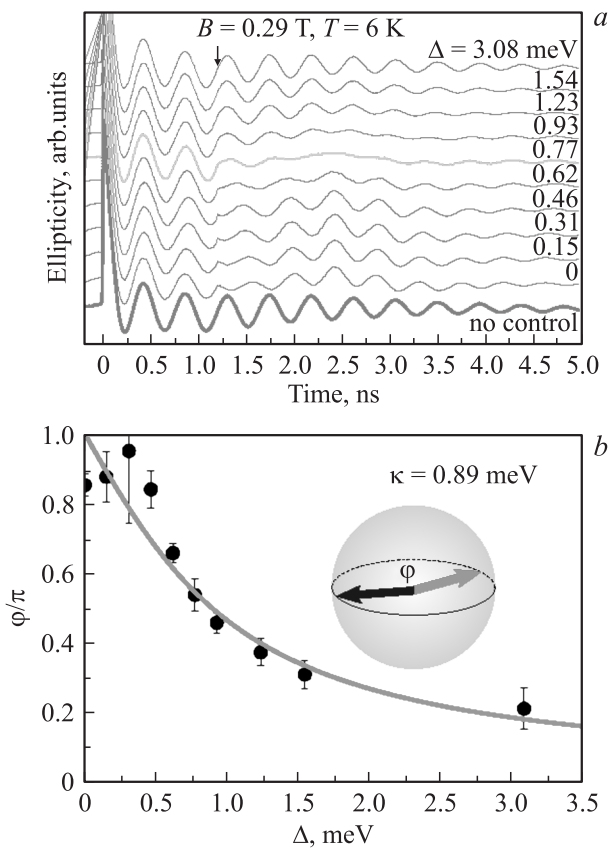 a
B = 0.29 T, T = 6 K
Δ = 3.08 meV
1.54
1.23
0.93
0.77
0.62
0.46
0.31
0.15
0
no control
Ellipticity, arb.units
0 0.5 1.0 1.5 2.0 2.5 3.0 3.5 4.0 4.5 5.0
Time, ns
b
1.0
0.8
0.6
0.4
0.2
0
κ = 0.89 meV
φ
φ/π
0 0.5 1.0 1.5 2.0 2.5 3.0 3.5
Δ, meV